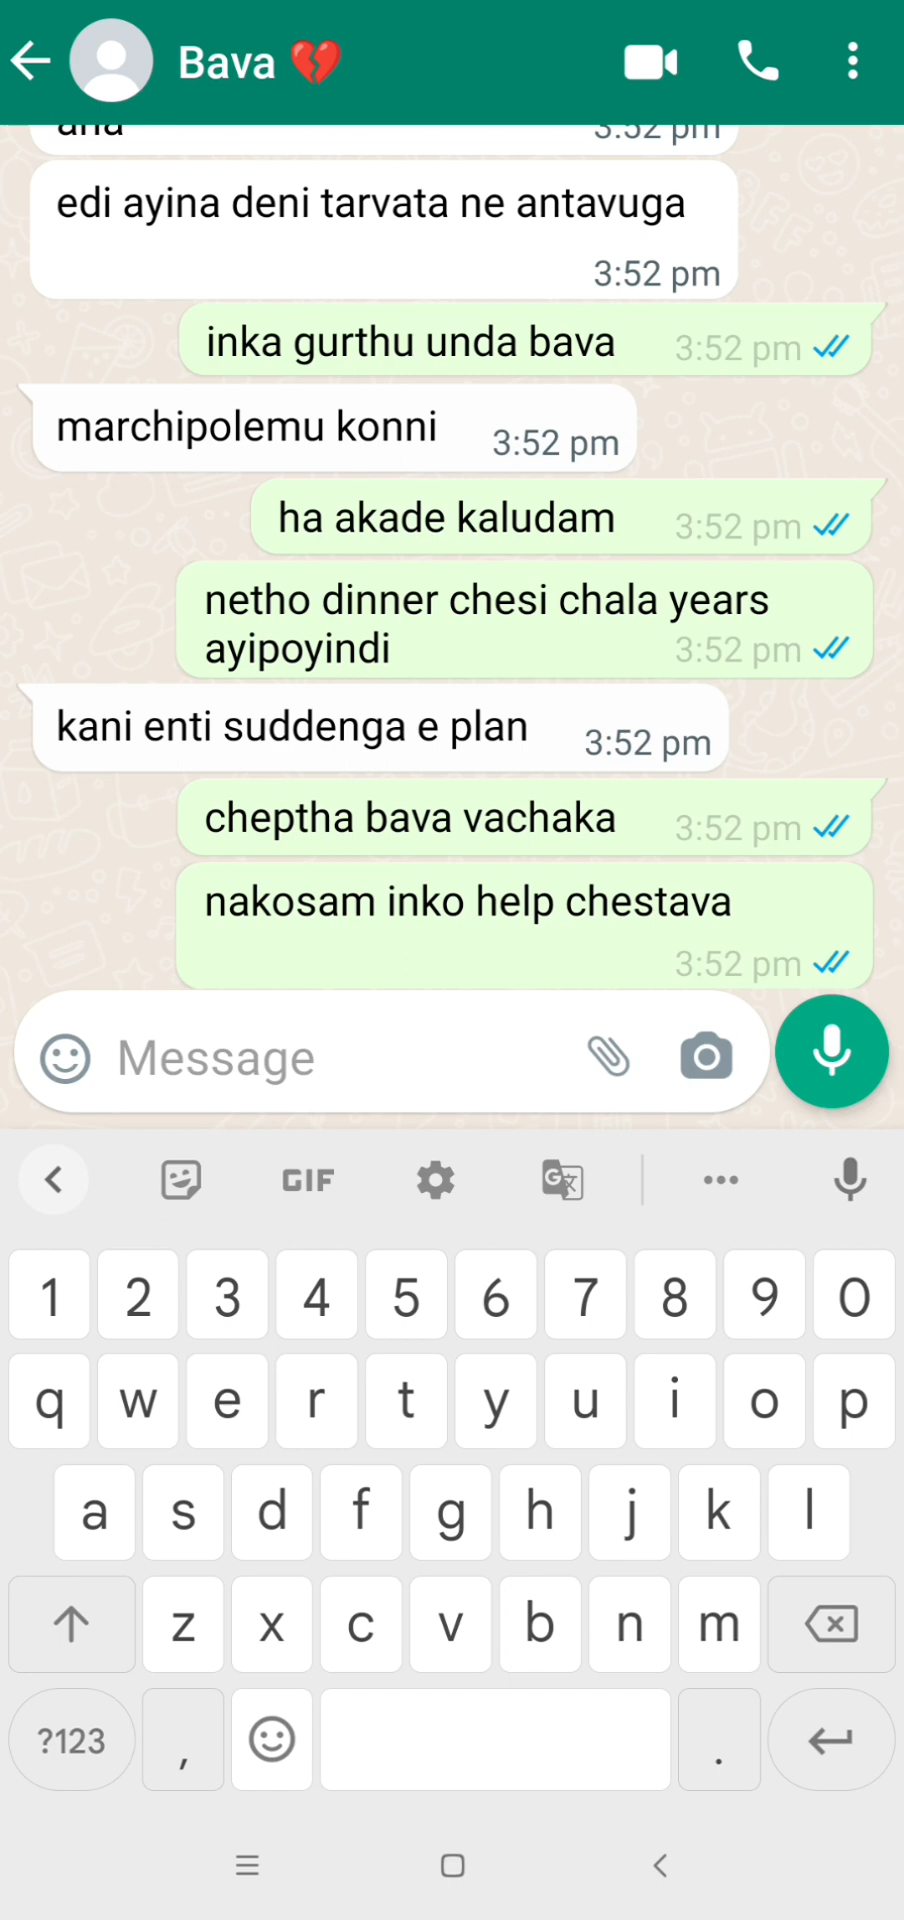 Bava 💔
3:52 pm
edi ayina deni tarvata ne antavuga
3:52 pm
inka gurthu unda bava 3:52 pm
marchipolemu konni 3:52 pm
ha akade kaludam 3:52 pm
netho dinner chesi chala years
ayipoyindi 3:52 pm
kani enti suddenga e plan 3:52 pm
cheptha bava vachaka 3:52 pm
nakosam inko help chestava
3:52 pm
Message
GIF
1 2 3 4 5 6 7 8 9 0
q w e r t y u i o p
a s d f g h j k l
z x c v b n m
?123 , .